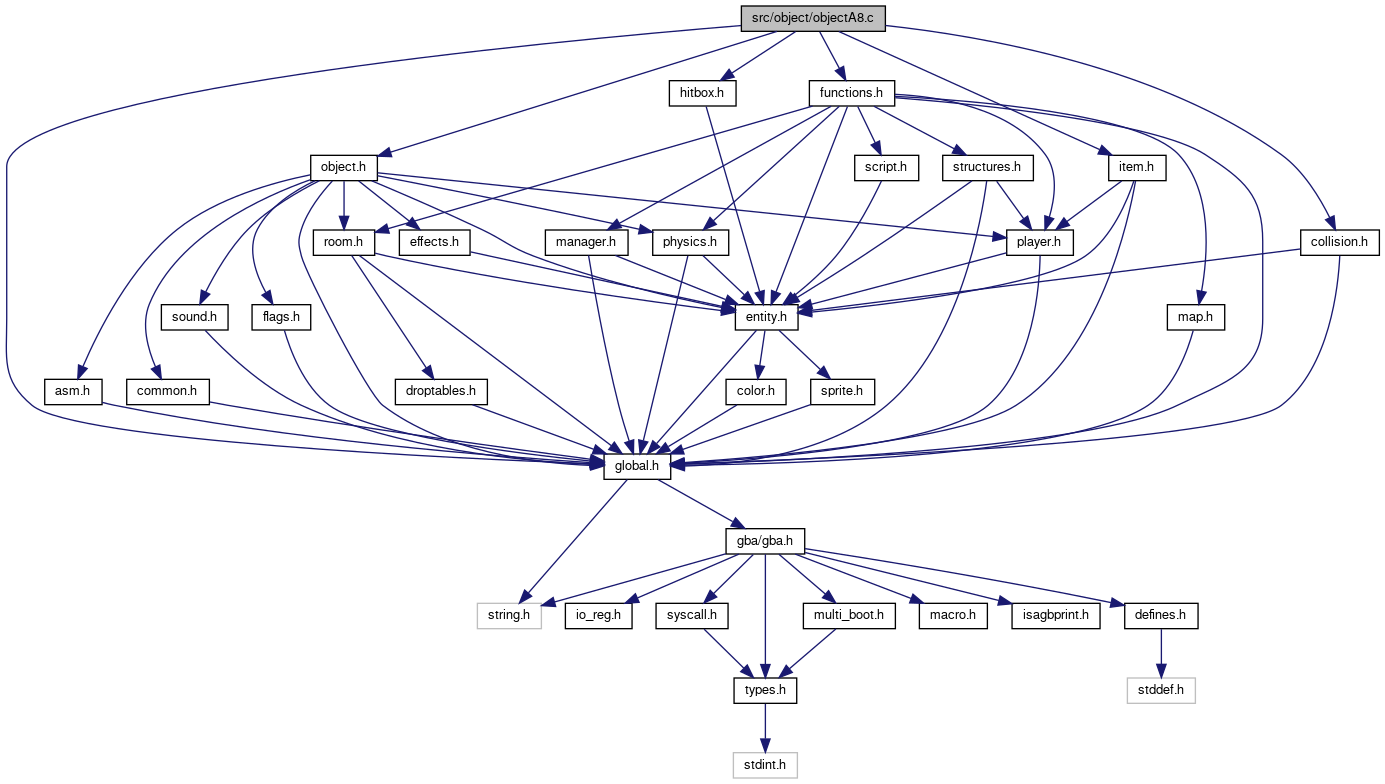 src/object/objectA8.c
hitbox.h
functions.h
object.h
script.h
structures.h
item.h
room.h
effects.h
manager.h
physics.h
player.h
collision.h
sound.h
flags.h
entity.h
map.h
asm.h
common.h
droptables.h
color.h
sprite.h
global.h
gba/gba.h
string.h
io_reg.h
syscall.h
multi_boot.h
macro.h
isagbprint.h
defines.h
types.h
stddef.h
stdint.h